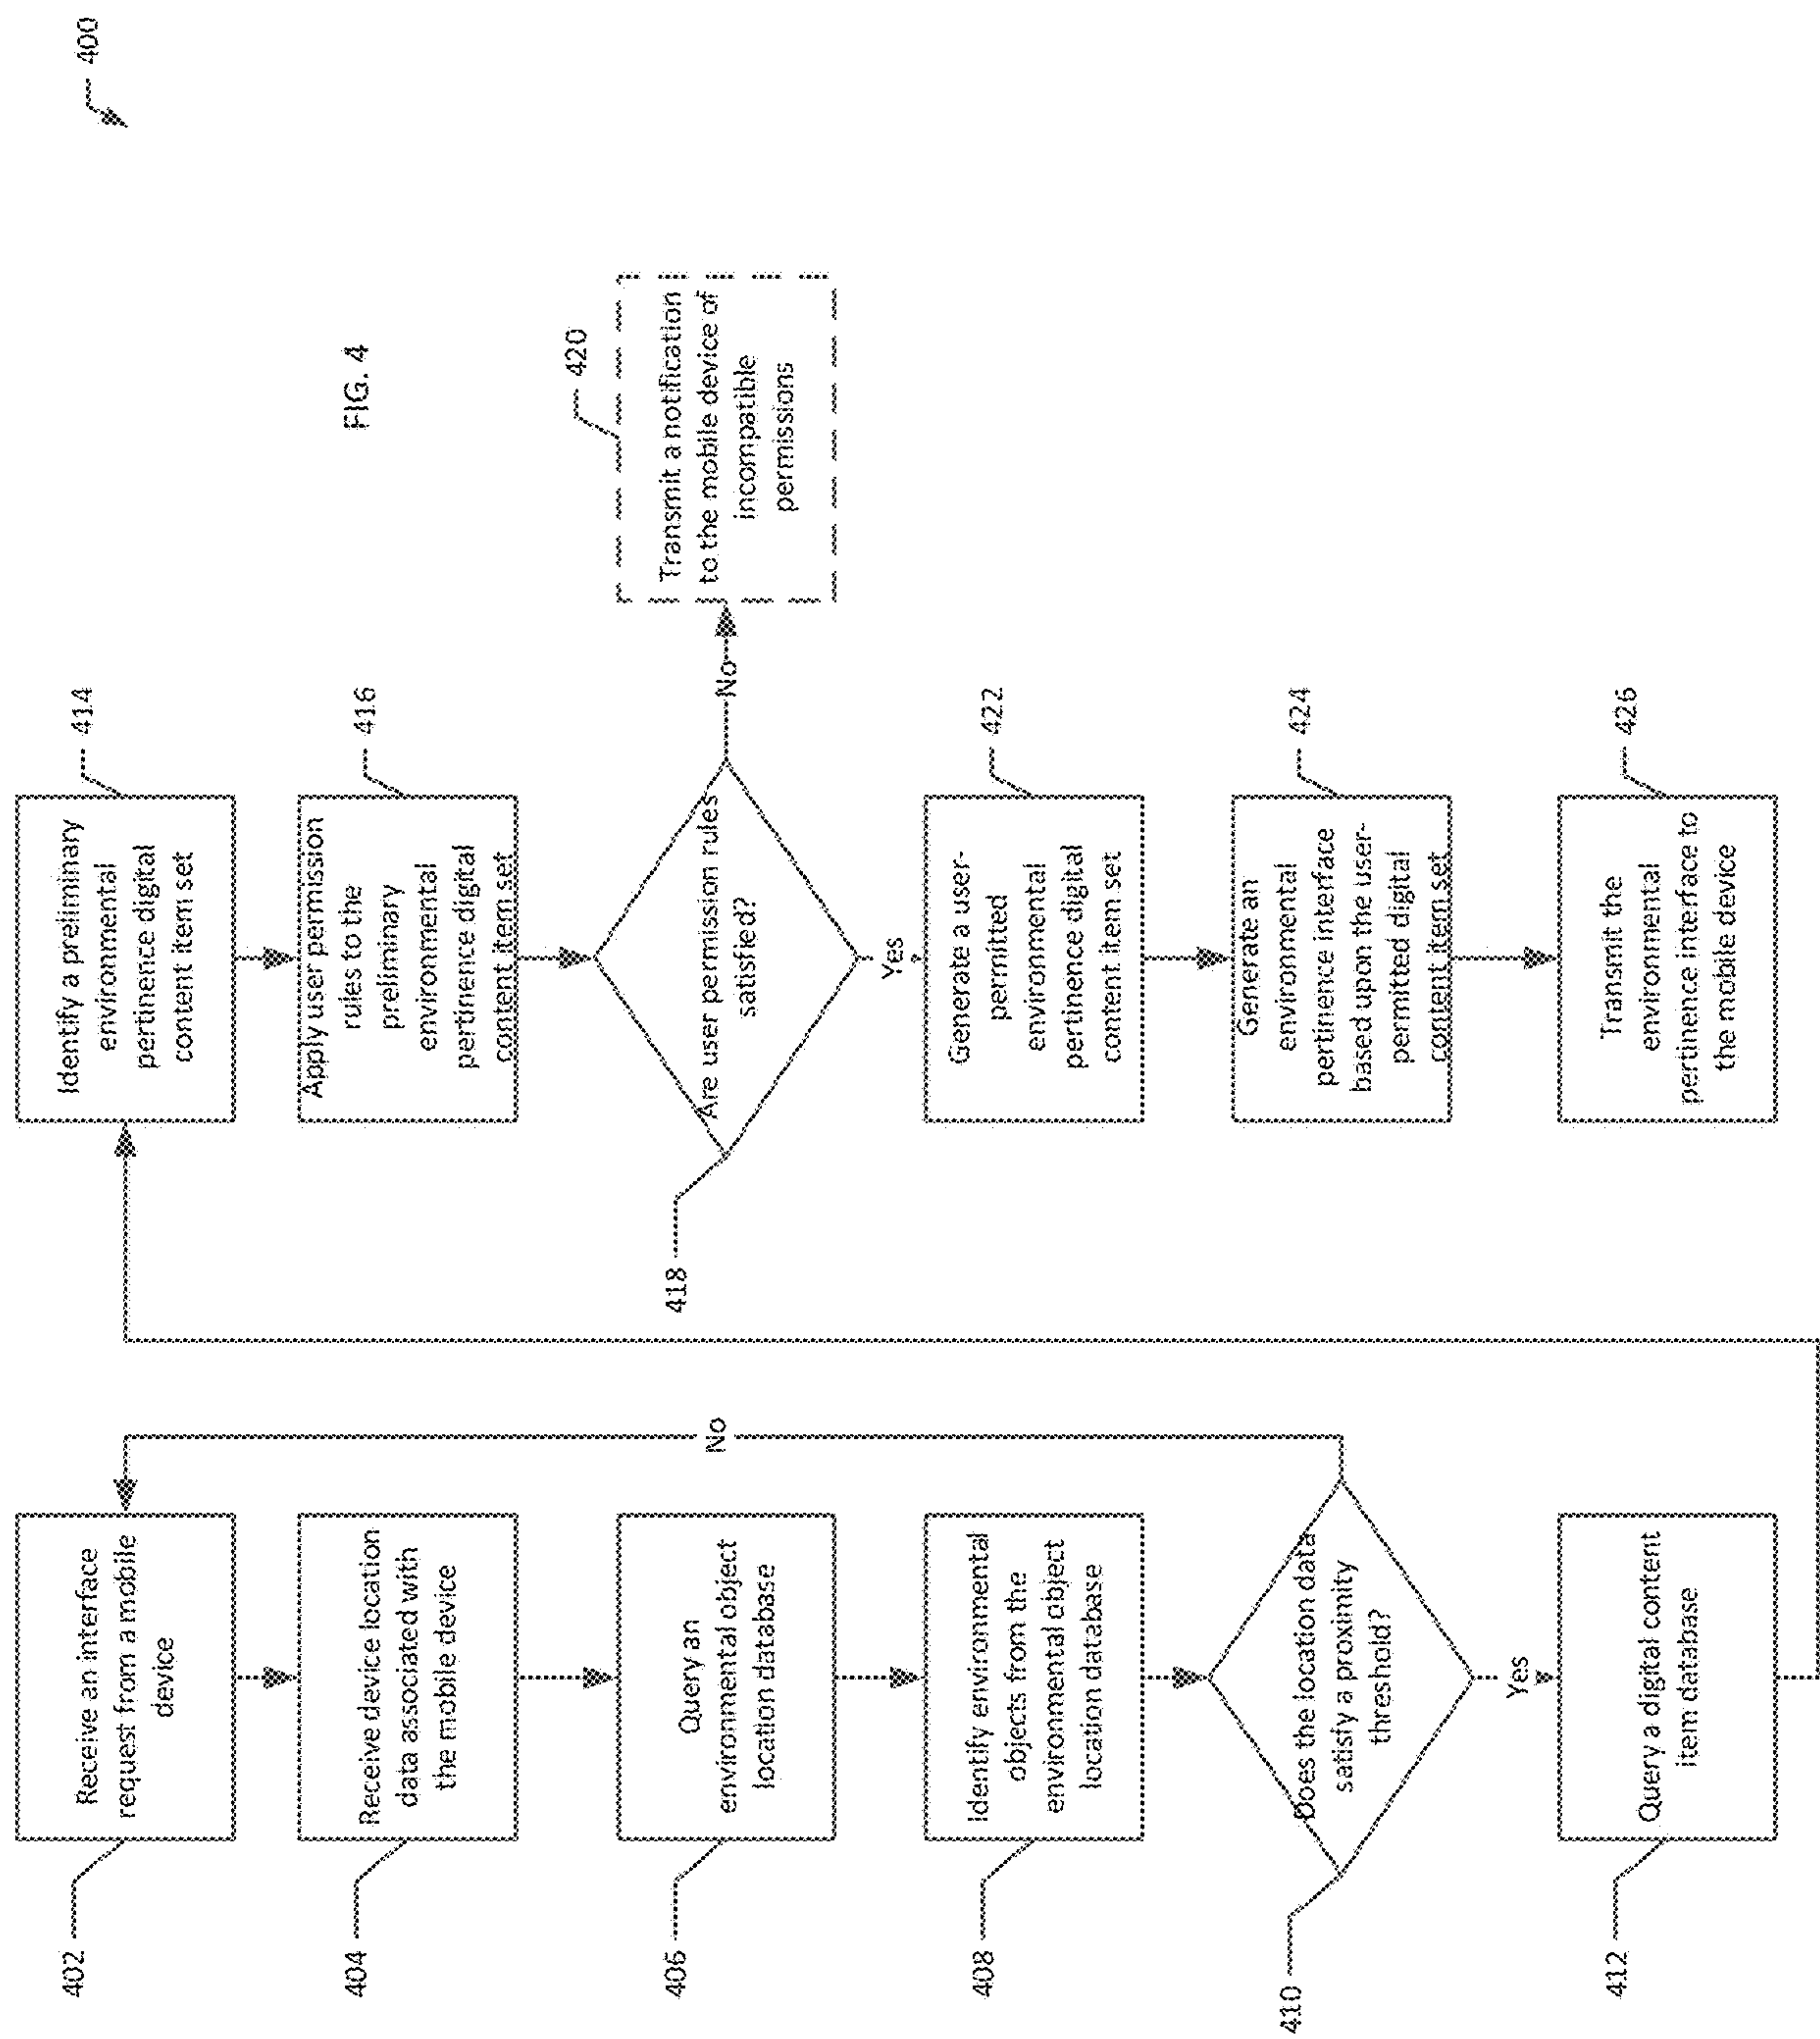 400
402
Receive an interface
request from a mobile
device
404
Receive device location
data associated with
the mobile device
406
Query an
environmental object
location database
408
Identify environmental
objects from the
environmental object
location database
410
Does the location data
satisfy a proximity
threshold?
No
Yes
412
Query a digital content
item database
414
Identify a preliminary
environmental
pertinence digital
content item set
416
Apply user permission
rules to the
preliminary
environmental
pertinence digital
content item set
418
Are user permission rules
satisfied?
No
420
Transmit a notification
to the mobile device of
incompatible
permissions
Yes
422
Generate a user-
permitted
environmental
pertinence digital
content item set
424
Generate an
environmental
pertinence interface
based upon the user-
permitted digital
content item set
426
Transmit the
environmental
pertinence interface to
the mobile device
FIG. 4